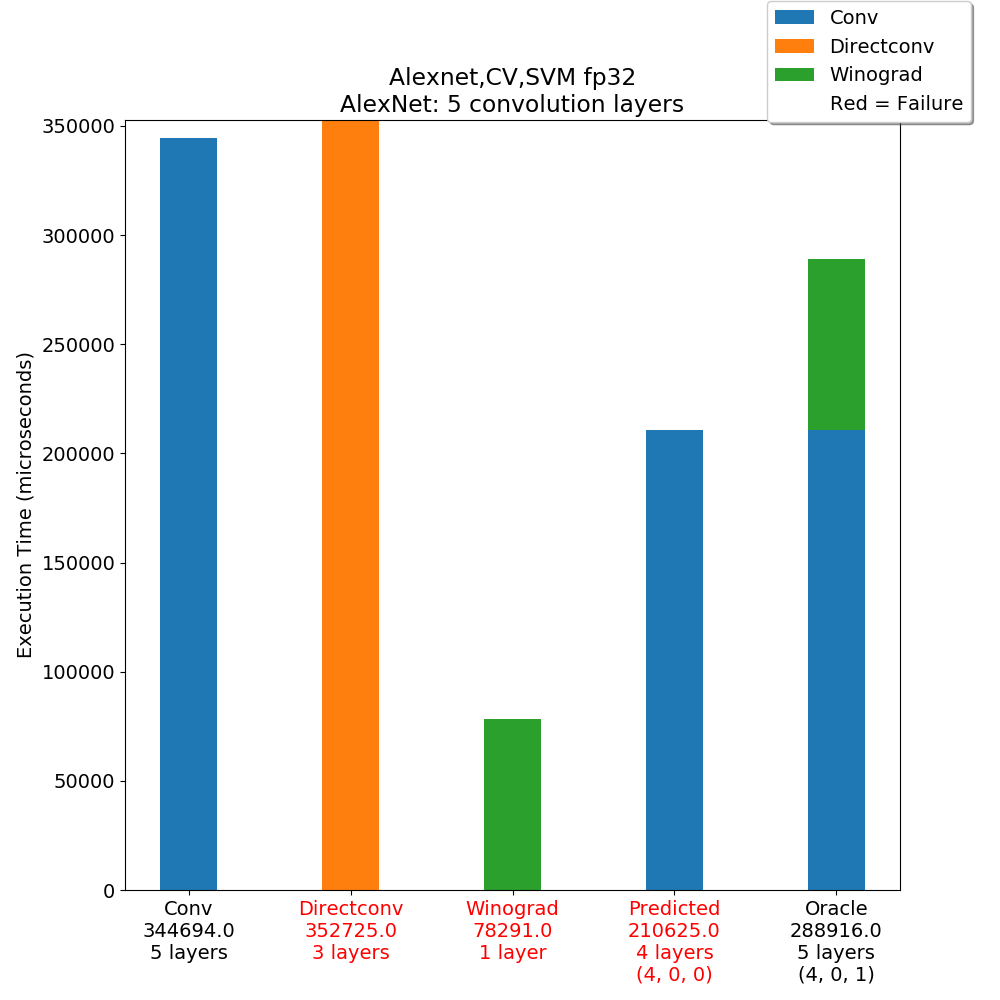 Conv
Directconv
Winograd
Red = Failure
Alexnet,CV,SVM fp32
AlexNet: 5 convolution layers
Execution Time (microseconds)
350000
300000
250000
200000
150000
100000
50000
0
Conv
344694.0
5 layers
Directconv
352725.0
3 layers
Winograd
78291.0
1 layer
Predicted
210625.0
4 layers
(4, 0, 0)
Oracle
288916.0
5 layers
(4, 0, 1)